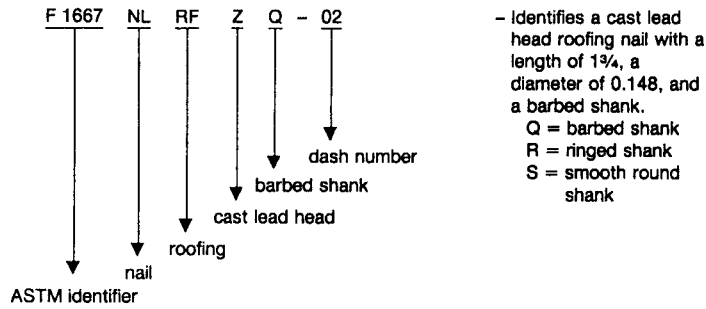 F 1667 NL RF Z Q – 02
dash number
barbed shank
cast lead head
roofing
nail
ASTM identifier
– Identifies a cast lead
head roofing nail with a
length of 1¾, a
diameter of 0.148, and
a barbed shank.
Q = barbed shank
R = ringed shank
S = smooth round
shank